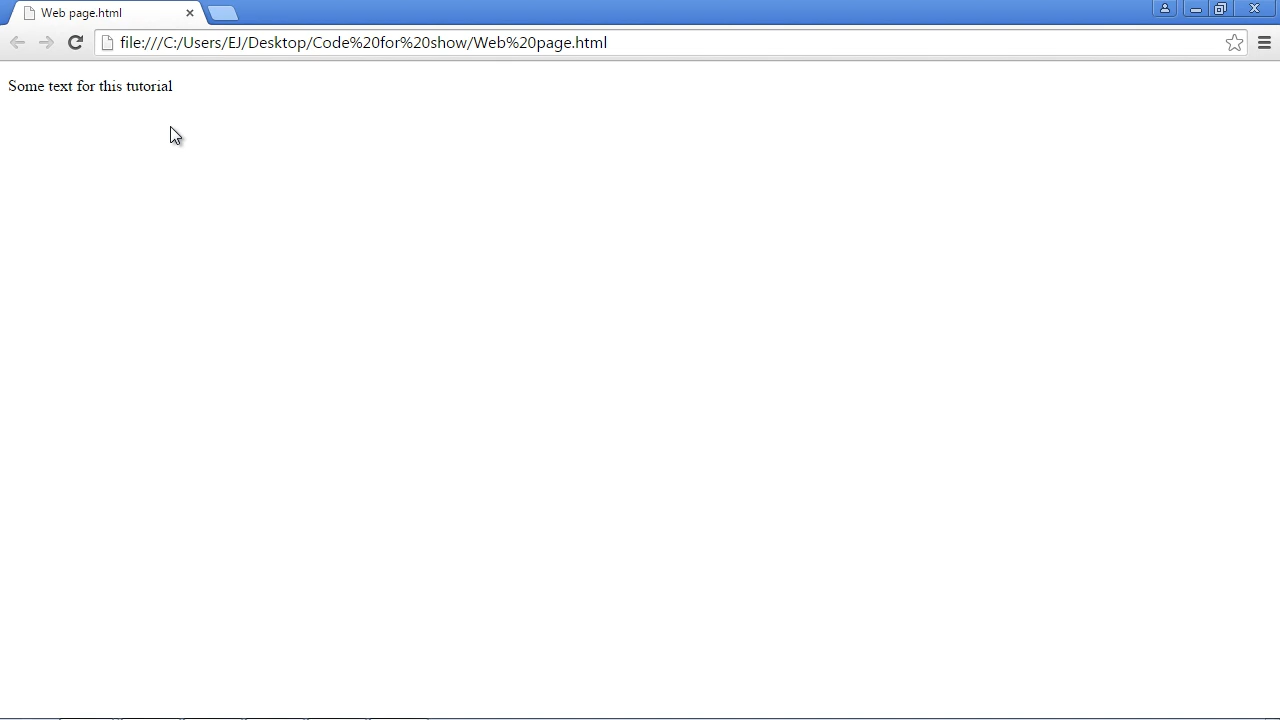 Web page.html
file:///C:/Users/EJ/Desktop/Code%20for%20show/Web%20page.html
Some text for this tutorial